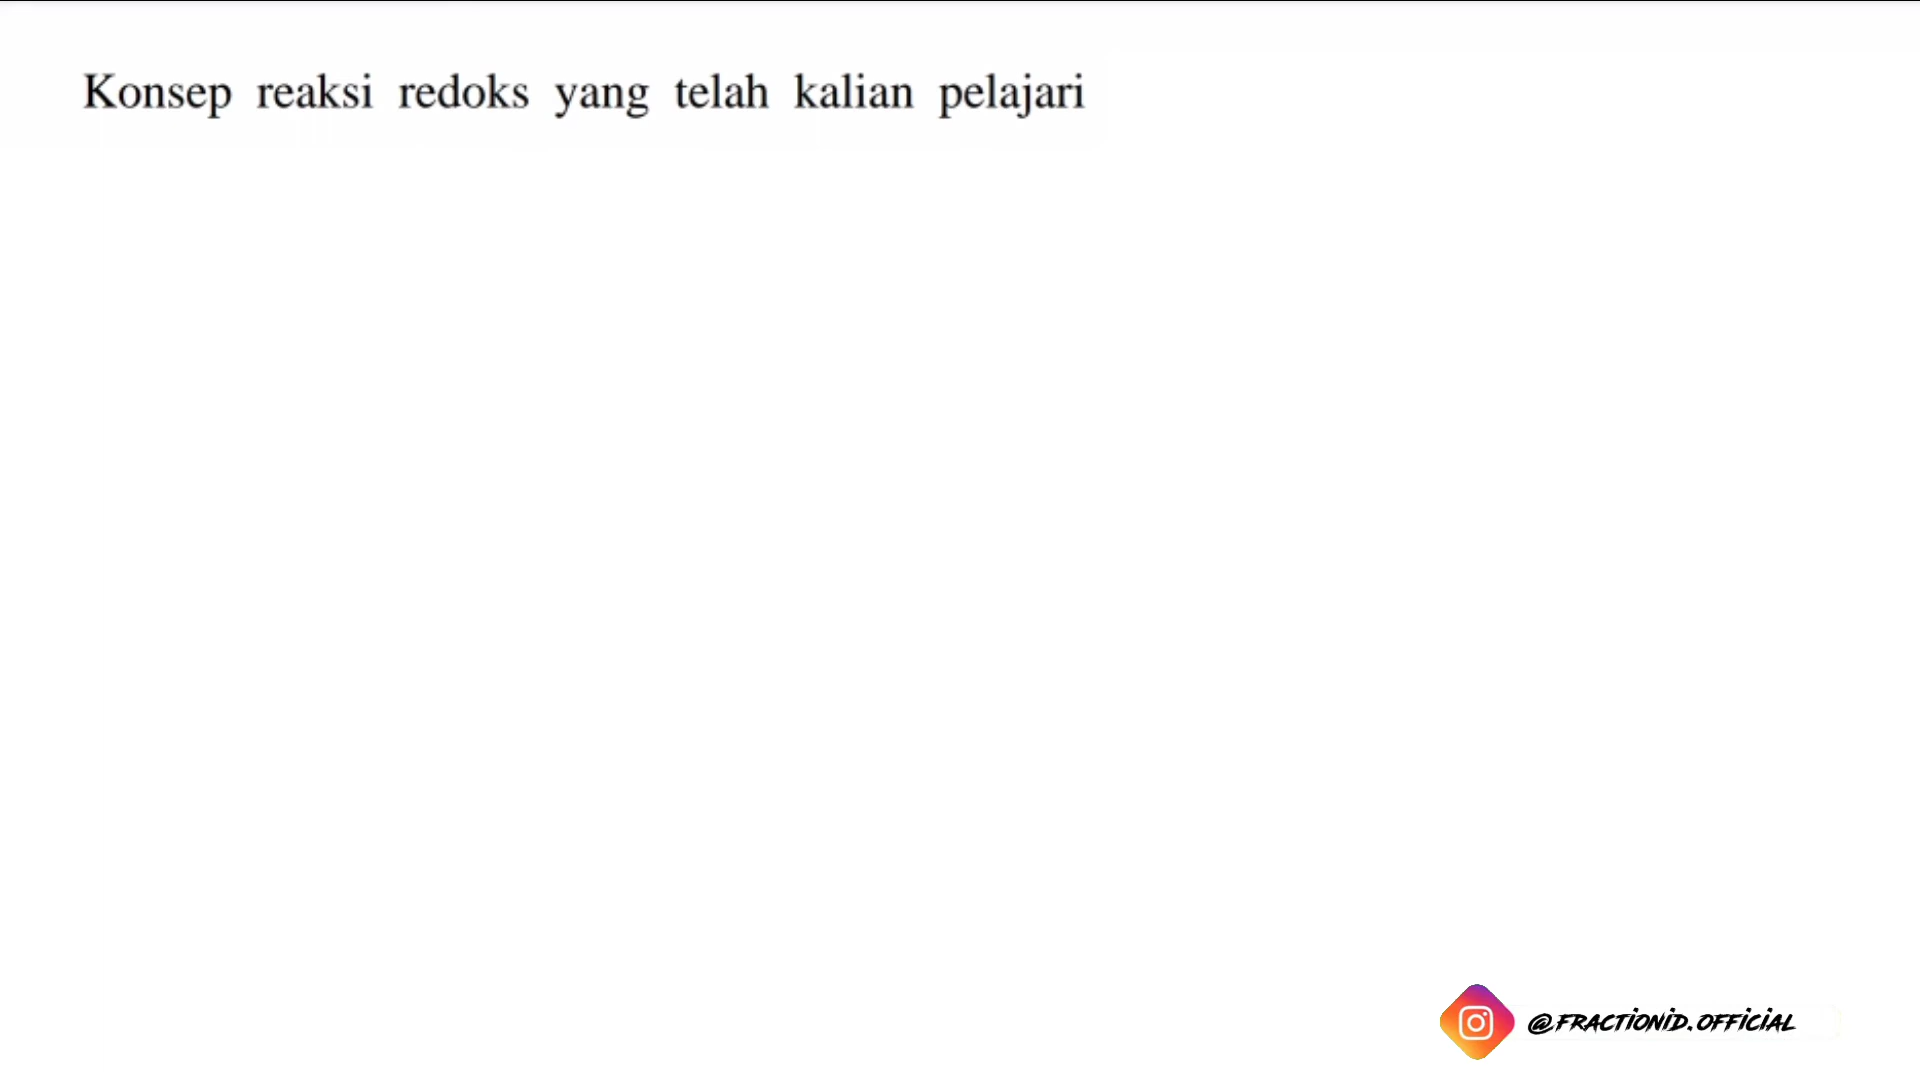 Konsep reaksi redoks yang telah kalian pelajari
@FRACTIONID.OFFICIAL